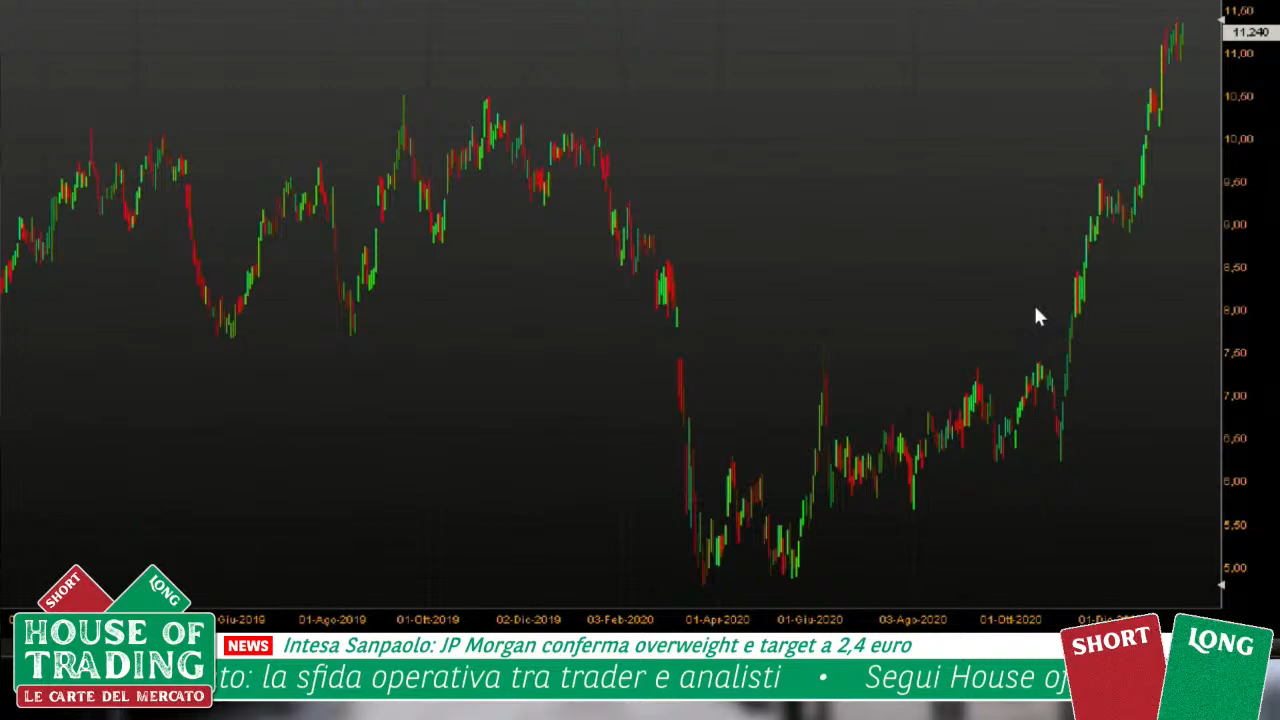 11,50
11,240
11,00
10,50
10,00
9,50
9,00
8,50
8,00
7,50
7,00
6,50
6,00
5,50
5,00
Giu-2019 01-Ago-2019 01-Ott-2019 02-Dic-2019 03-Feb-2020 01-Apr-2020 01-Giu-2020 03-Ago-2020 01-Ott-2020 01-Dic
SHORT LONG
HOUSE OF
TRADING
LE CARTE DEL MERCATO
NEWS Intesa Sanpaolo: JP Morgan conferma overweight e target a 2,4 euro
to: la sfida operativa tra trader e analisti • Segui House of
SHORT LONG